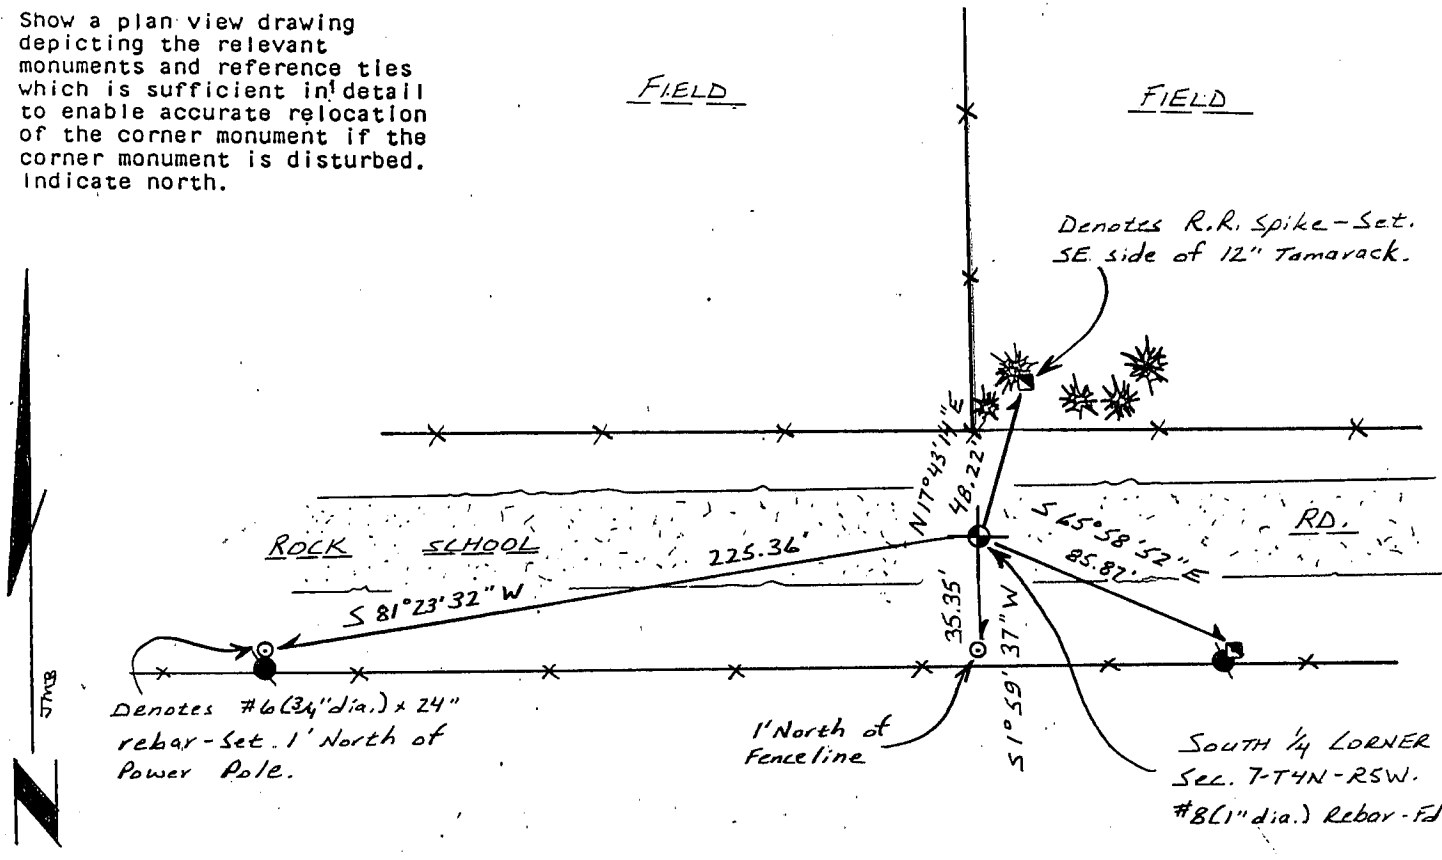 Show a plan view drawing
depicting the relevant
monuments and reference ties
which is sufficient in detail
to enable accurate relocation
of the corner monument if the
corner monument is disturbed.
Indicate north.
FIELD
FIELD
Denotes R.R. Spike-Set.
SE side of 12" Tamarack.
N 17°43'14" E
48.22'
S 65°58'52" E
85.82'
ROCK SCHOOL RD.
225.36'
S 81°23'32" W
35.35'
S 1°59'37" W
JMB
Denotes #6(3/4" dia.) x 24"
rebar-Set. 1' North of
Power Pole.
1' North of
Fenceline
SOUTH 1/4 CORNER
Sec. 7-T4N-R5W.
#8(1" dia.) Rebar-Fd
N